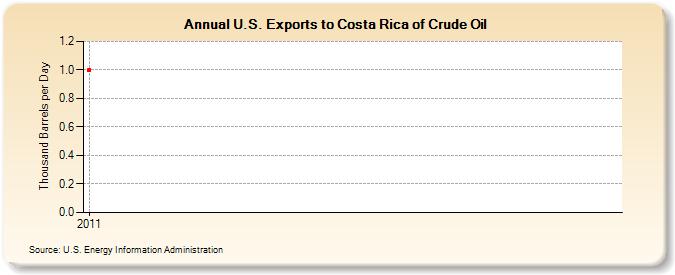 Annual U.S. Exports to Costa Rica of Crude Oil
Thousand Barrels per Day
1.2
1.0
0.8
0.6
0.4
0.2
0.0
2011
Source: U.S. Energy Information Administration